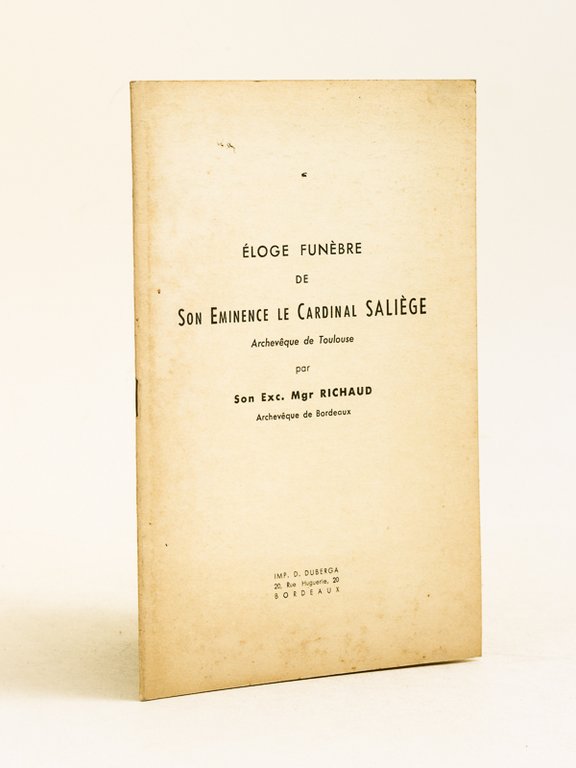 ÉLOGE FUNÈBRE
DE
SON EMINENCE LE CARDINAL SALIÈGE
Archevêque de Toulouse
par
Son Exc. Mgr RICHAUD
Archevêque de Bordeaux
IMP. D. DUBERGA
20, Rue Huguerie, 20
BORDEAUX